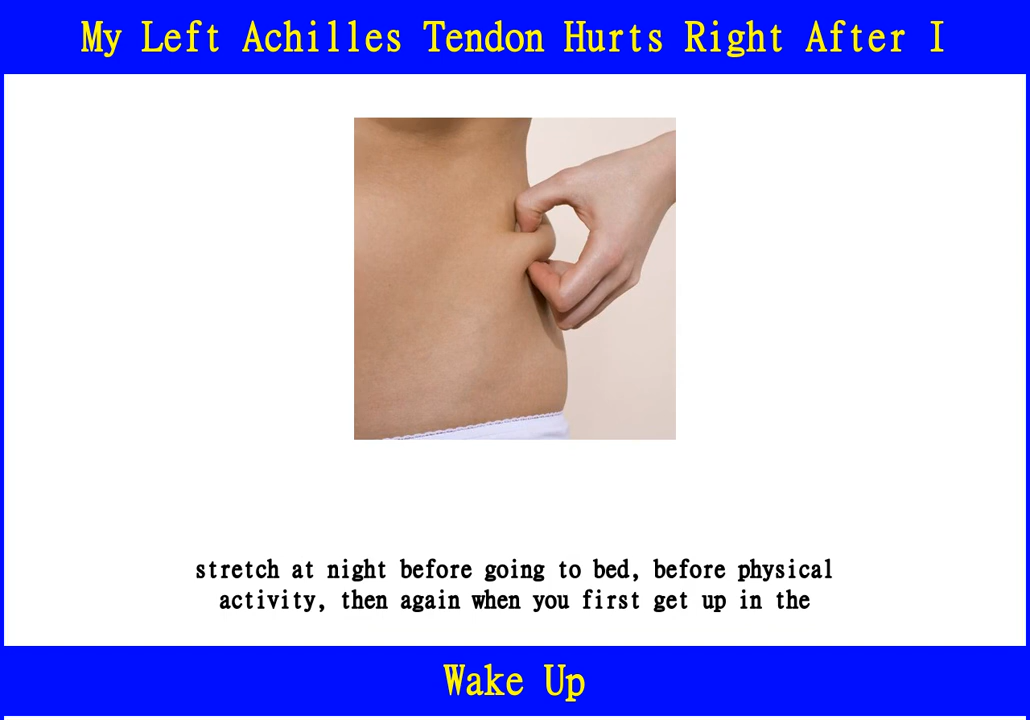 My Left Achilles Tendon Hurts Right After I
stretch at night before going to bed, before physical
activity, then again when you first get up in the
Wake Up